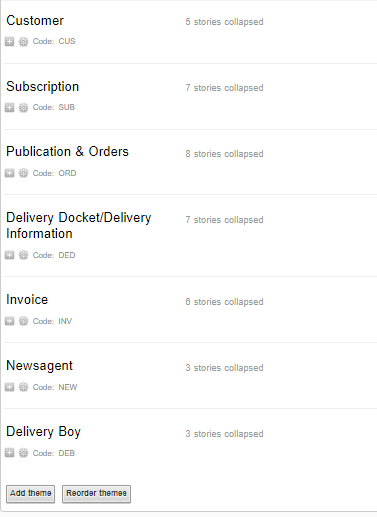 Customer 5 stories collapsed
Code: CUS
Subscription 7 stories collapsed
Code: SUB
Publication & Orders 8 stories collapsed
Code: ORD
Delivery Docket/Delivery 7 stories collapsed
Information
Code: DED
Invoice 6 stories collapsed
Code: INV
Newsagent 3 stories collapsed
Code: NEW
Delivery Boy 3 stories collapsed
Code: DEB
Add theme Reorder themes